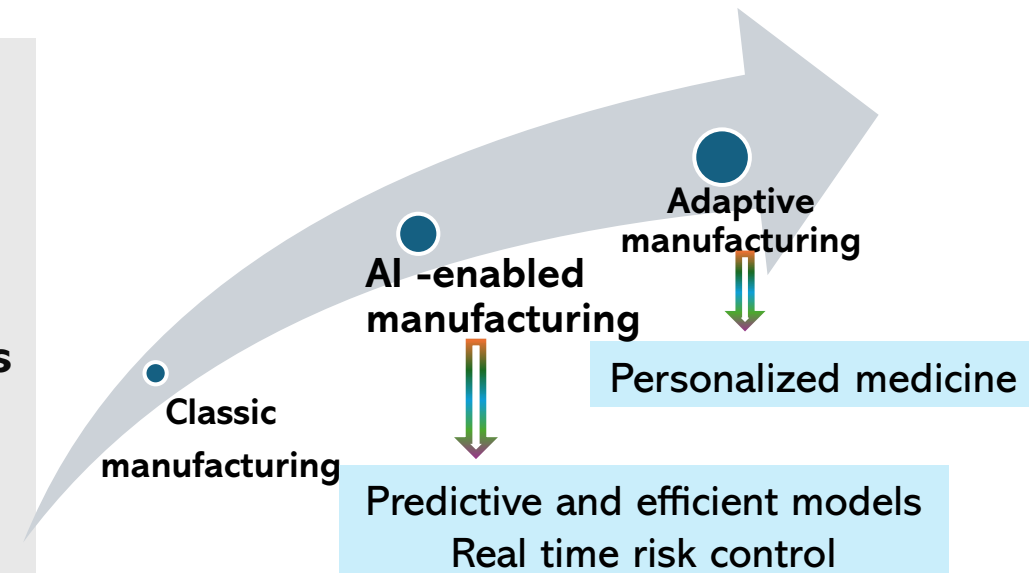 s
Classic
manufacturing
AI -enabled
manufacturing
Adaptive
manufacturing
Personalized medicine
Predictive and efficient models
Real time risk control